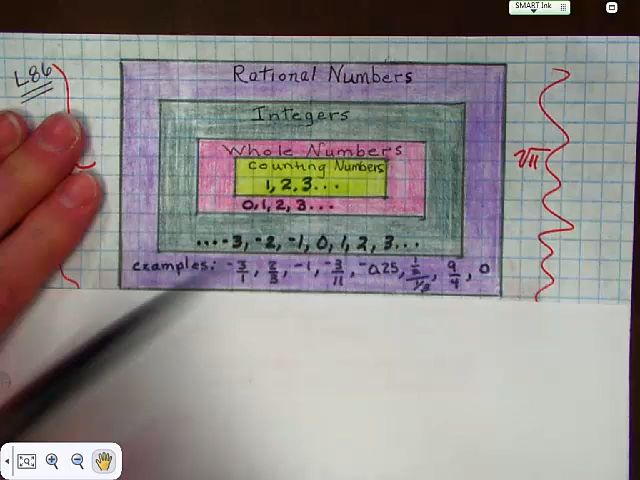 SMART Ink
L86
Rational Numbers
Integers
Whole Numbers
Counting Numbers
1, 2, 3...
0, 1, 2, 3...
....-3, -2, -1, 0, 1, 2, 3...
examples: -3/1, 2/3, -1, -3/11, -0.25, 9/4, 0